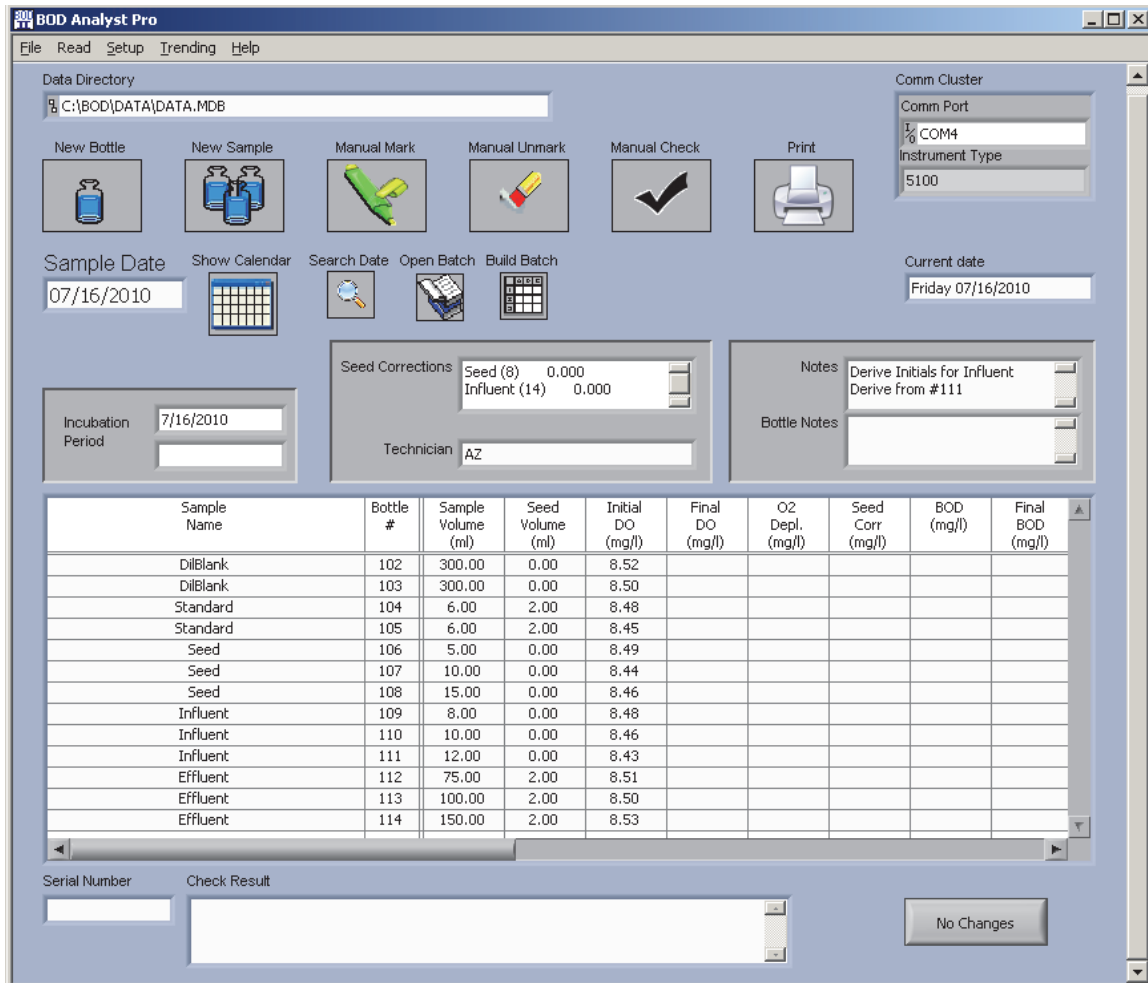 BOD Analyst Pro
File Read Setup Trending Help
Data Directory
C:\BOD\DATA\DATA.MDB
Comm Cluster
Comm Port
COM4
Instrument Type
5100
New Bottle New Sample Manual Mark Manual Unmark Manual Check Print
Sample Date Show Calendar Search Date Open Batch Build Batch
07/16/2010
Current date
Friday 07/16/2010
Incubation
Period
7/16/2010
Seed Corrections
Seed (8) 0.000
Influent (14) 0.000
Technician AZ
Notes
Derive Initials for Influent
Derive from #111
Bottle Notes
Sample Bottle Sample Seed Initial Final O2 Seed BOD Final
Name # Volume Volume DO DO Depl. Corr (mg/l) BOD
(ml) (ml) (mg/l) (mg/l) (mg/l) (mg/l) (mg/l)
DilBlank 102 300.00 0.00 8.52
DilBlank 103 300.00 0.00 8.50
Standard 104 6.00 2.00 8.48
Standard 105 6.00 2.00 8.45
Seed 106 5.00 0.00 8.49
Seed 107 10.00 0.00 8.44
Seed 108 15.00 0.00 8.46
Influent 109 8.00 0.00 8.48
Influent 110 10.00 0.00 8.46
Influent 111 12.00 0.00 8.43
Effluent 112 75.00 2.00 8.51
Effluent 113 100.00 2.00 8.50
Effluent 114 150.00 2.00 8.53
Serial Number Check Result
No Changes